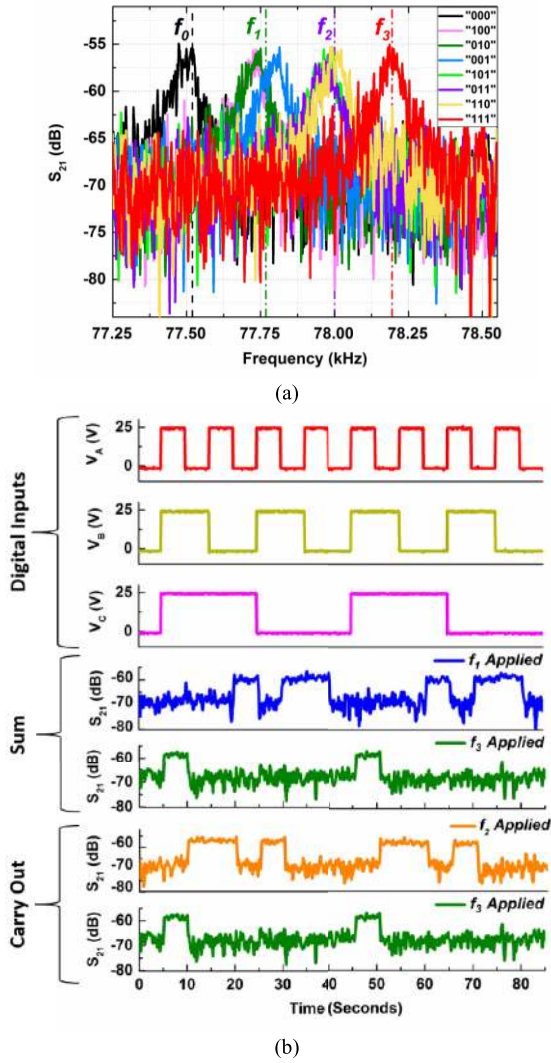 (a)
f0 f1 f2 f3
"000"
"100"
"010"
"001"
"101"
"011"
"110"
"111"
S21 (dB)
-55
-60
-65
-70
-75
-80
77.25 77.50 77.75 78.00 78.25 78.50
Frequency (kHz)
(a)
Digital Inputs
VA (V)
25
0
VB (V)
25
0
VC (V)
25
0
Sum
f1 Applied
S21 (dB)
-60
-70
-80
f3 Applied
S21 (dB)
-60
-70
-80
Carry Out
f2 Applied
S21 (dB)
-60
-70
-80
f3 Applied
S21 (dB)
-60
-70
-80
0 10 20 30 40 50 60 70 80
Time (Seconds)
(b)